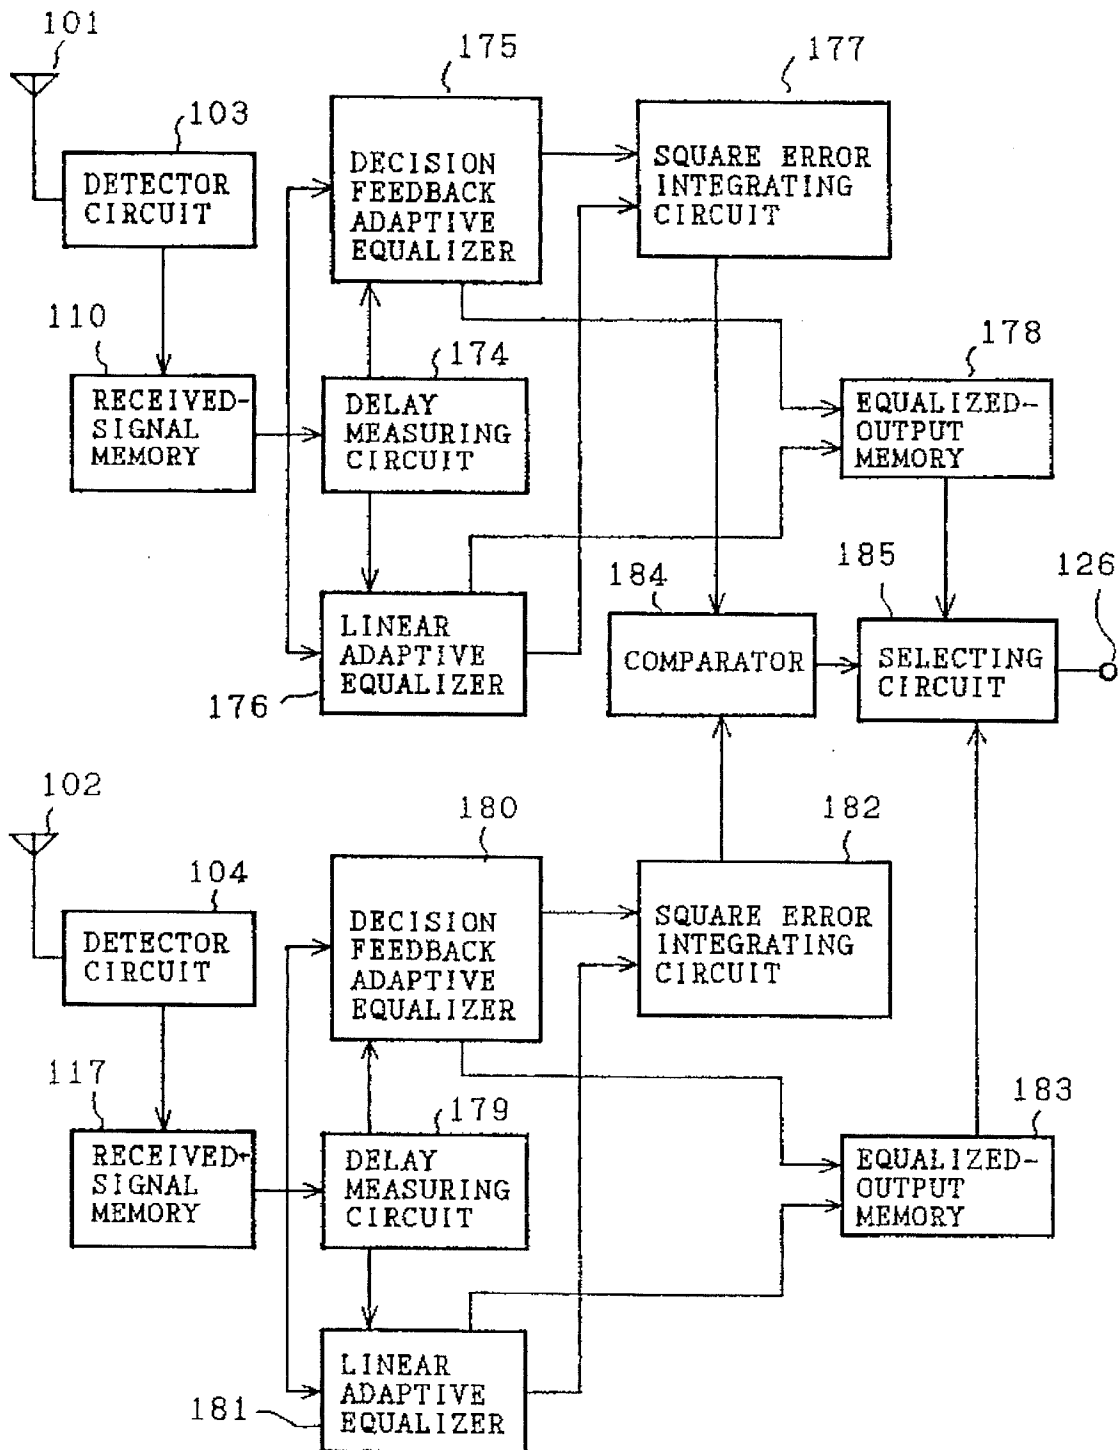 101
103
DETECTOR
CIRCUIT
110
RECEIVED-
SIGNAL
MEMORY
175
DECISION
FEEDBACK
ADAPTIVE
EQUALIZER
174
DELAY
MEASURING
CIRCUIT
LINEAR
ADAPTIVE
EQUALIZER
176
177
SQUARE ERROR
INTEGRATING
CIRCUIT
178
EQUALIZED-
OUTPUT
MEMORY
184
COMPARATOR
185
SELECTING
CIRCUIT
126
102
104
DETECTOR
CIRCUIT
117
RECEIVED-
SIGNAL
MEMORY
180
DECISION
FEEDBACK
ADAPTIVE
EQUALIZER
179
DELAY
MEASURING
CIRCUIT
LINEAR
ADAPTIVE
EQUALIZER
181
182
SQUARE ERROR
INTEGRATING
CIRCUIT
183
EQUALIZED-
OUTPUT
MEMORY